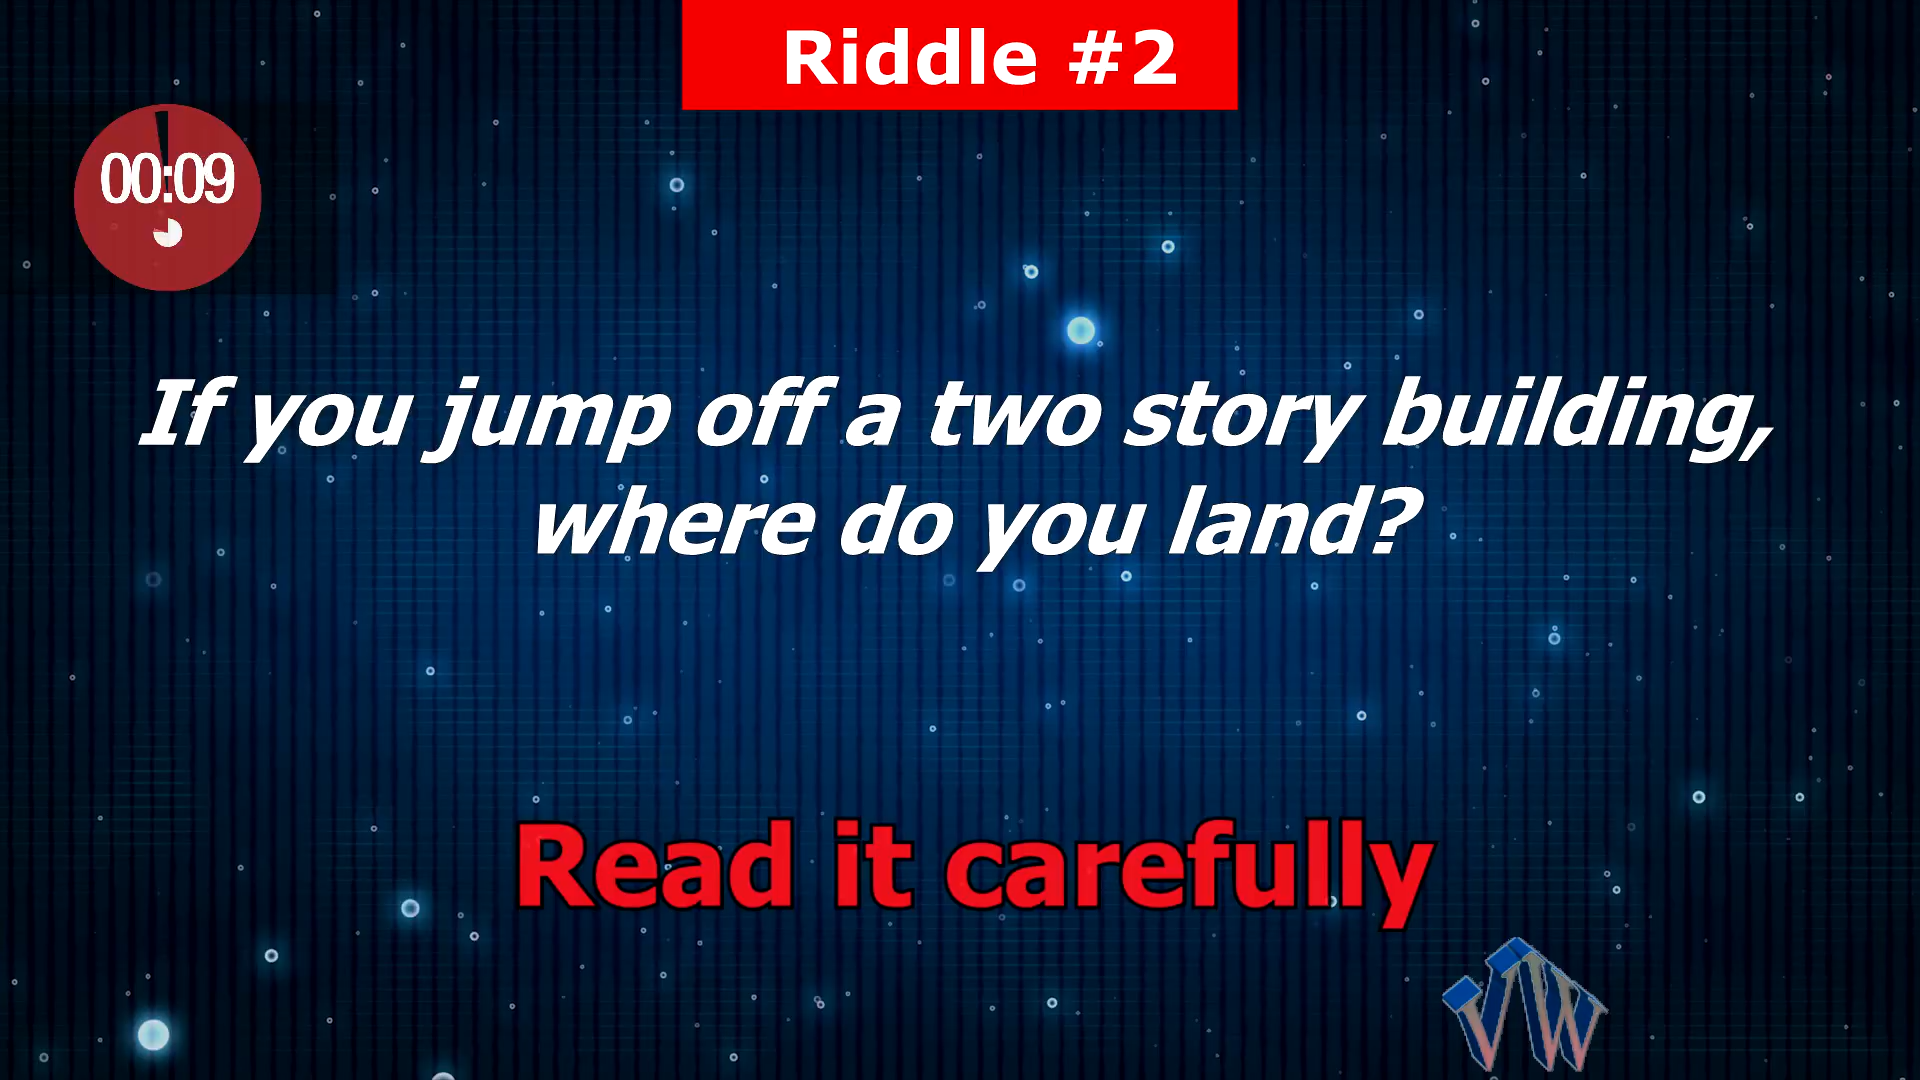 Riddle #2
00:09
If you jump off a two story building,
where do you land?
Read it carefully
VW